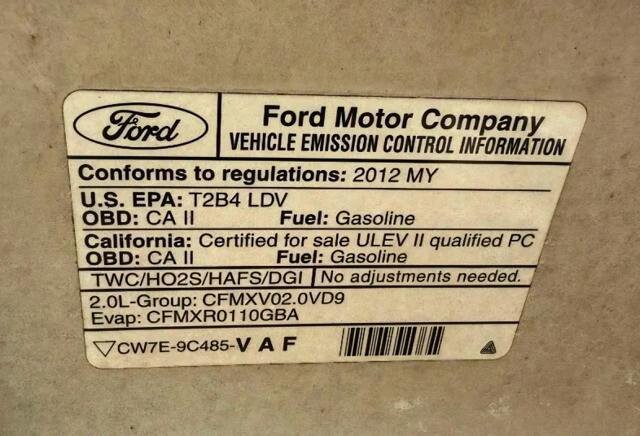 Ford
Ford Motor Company
VEHICLE EMISSION CONTROL INFORMATION
Conforms to regulations: 2012 MY
U.S. EPA: T2B4 LDV
OBD: CA II Fuel: Gasoline
California: Certified for sale ULEV II qualified PC
OBD: CA II Fuel: Gasoline
TWC/HO2S/HAFS/DGI No adjustments needed.
2.0L-Group: CFMXV02.0VD9
Evap: CFMXR0110GBA
CW7E-9C485-V A F